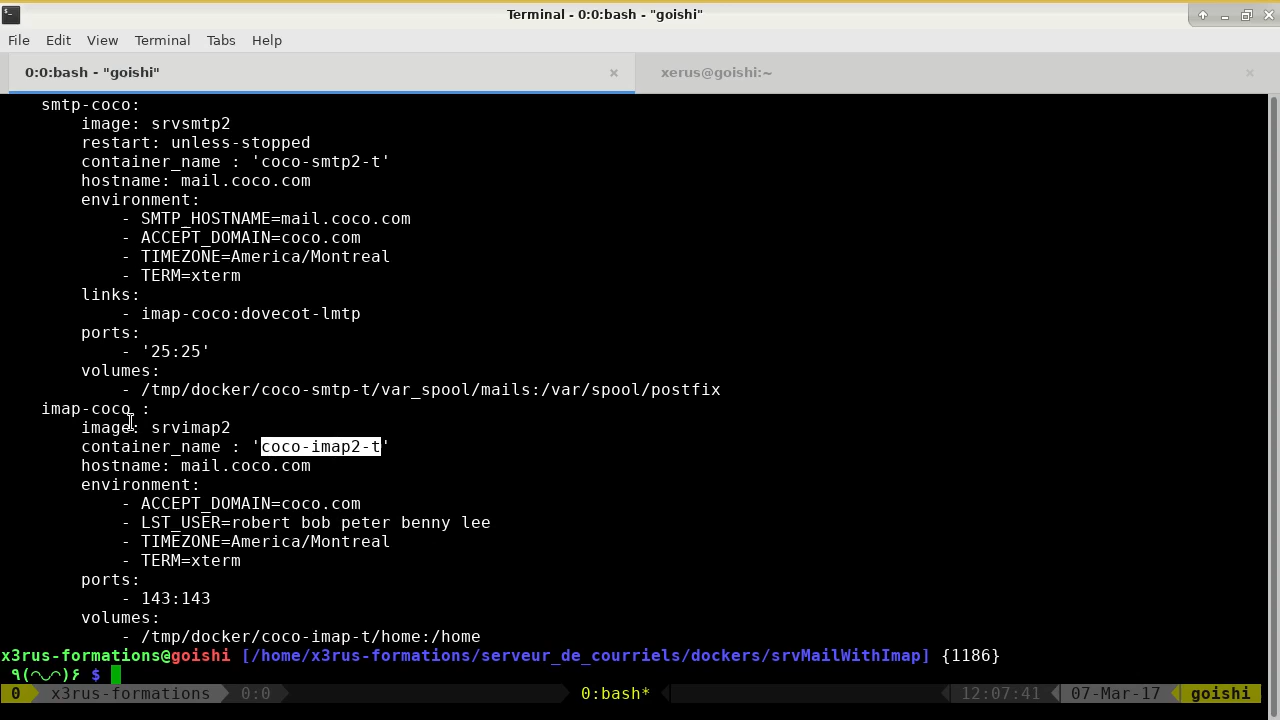 Terminal - 0:0:bash - "goishi"
File Edit View Terminal Tabs Help
0:0:bash - "goishi" xerus@goishi:~
smtp-coco:
image: srvsmtp2
restart: unless-stopped
container_name : 'coco-smtp2-t'
hostname: mail.coco.com
environment:
- SMTP_HOSTNAME=mail.coco.com
- ACCEPT_DOMAIN=coco.com
- TIMEZONE=America/Montreal
- TERM=xterm
links:
- imap-coco:dovecot-lmtp
ports:
- '25:25'
volumes:
- /tmp/docker/coco-smtp-t/var_spool/mails:/var/spool/postfix
imap-coco :
image: srvimap2
container_name : 'coco-imap2-t'
hostname: mail.coco.com
environment:
- ACCEPT_DOMAIN=coco.com
- LST_USER=robert bob peter benny lee
- TIMEZONE=America/Montreal
- TERM=xterm
ports:
- 143:143
volumes:
- /tmp/docker/coco-imap-t/home:/home
x3rus-formations@goishi [/home/x3rus-formations/serveur_de_courriels/dockers/srvMailWithImap] {1186}
٩(◠◡◠)۶ $
0 x3rus-formations 0:0 0:bash* 12:07:41 07-Mar-17 goishi